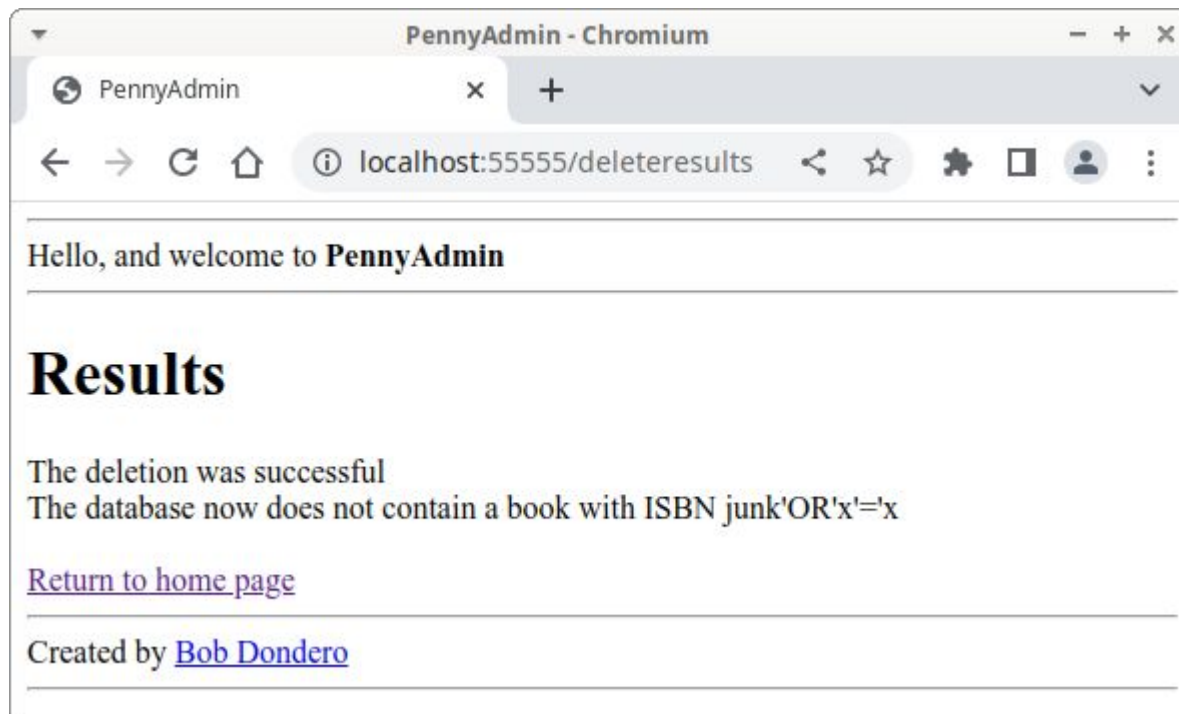 PennyAdmin - Chromium
PennyAdmin
localhost:55555/deleteresults
Hello, and welcome to PennyAdmin
Results
The deletion was successful
The database now does not contain a book with ISBN junk'OR'x'='x
Return to home page
Created by Bob Dondero